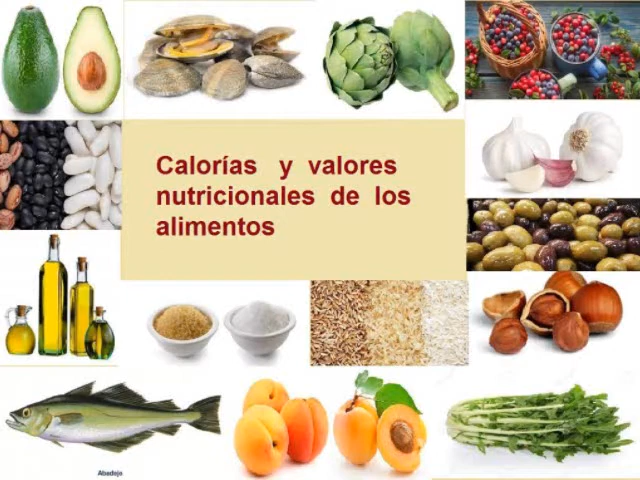 Calorías y valores
nutricionales de los
alimentos
Abadejo